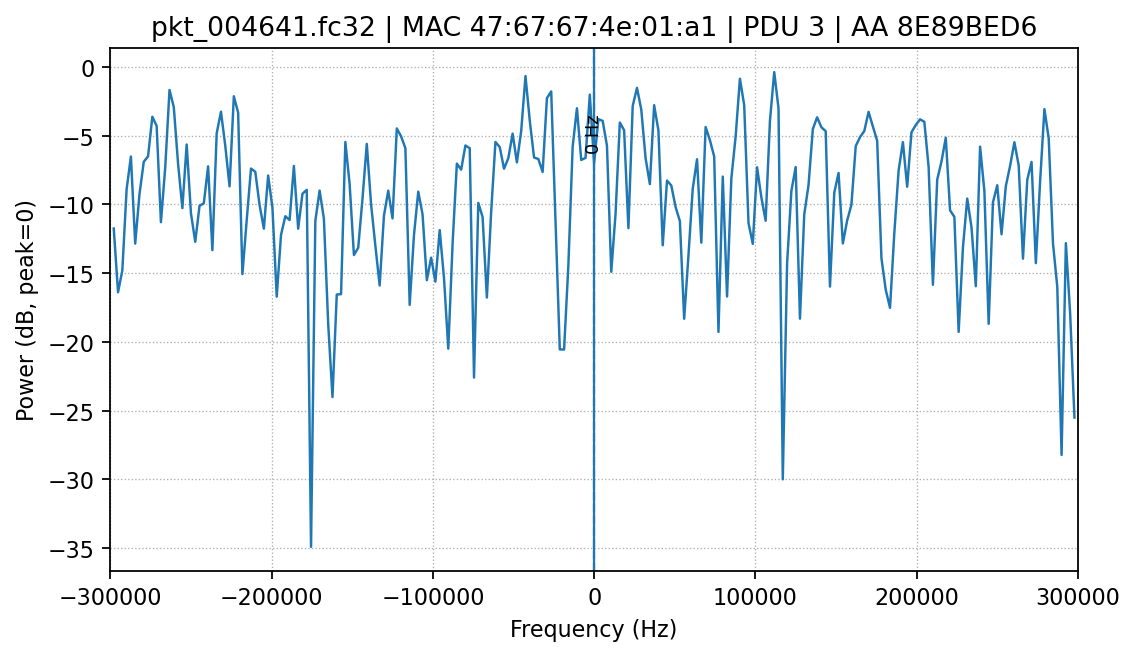 pkt_004641.fc32 | MAC 47:67:67:4e:01:a1 | PDU 3 | AA 8E89BED6
0
−5
−10
−15
−20
−25
−30
−35
Power (dB, peak=0)
0 Hz
−300000 −200000 −100000 0 100000 200000 300000
Frequency (Hz)